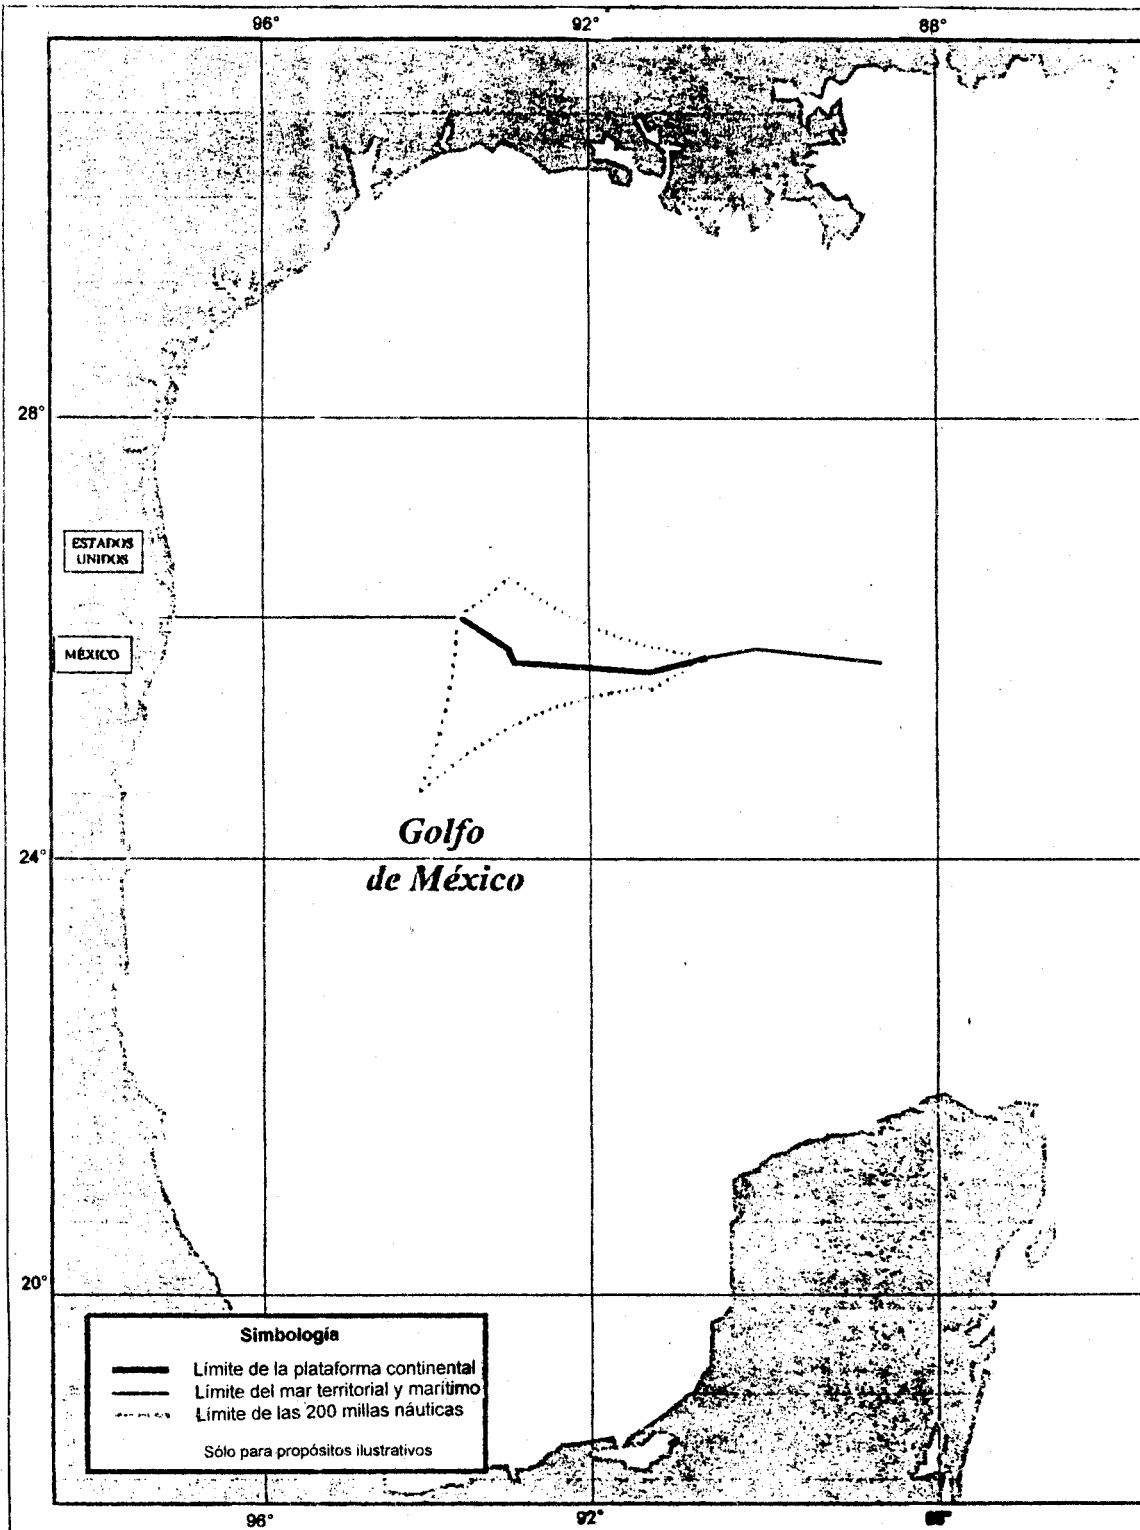 96°
92°
88°
28°
ESTADOS
UNIDOS
MÉXICO
Golfo
de México
24°
20°
Simbología
Límite de la plataforma continental
Límite del mar territorial y marítimo
Límite de las 200 millas náuticas
Sólo para propósitos ilustrativos
96°
92°
88°